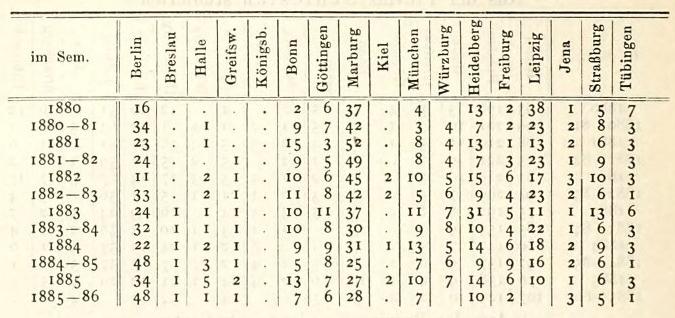 im Sem. Berlin Breslau Halle Greifsw. Königsb. Bonn Göttingen Marburg Kiel München Würzburg Heidelberg Freiburg Leipzig Jena Straßburg Tübingen
1880 16 . . . . 2 6 37 . 4 13 2 38 1 5 7
1880—81 34 . 1 . . 9 7 42 . 3 4 7 2 23 2 8 3
1881 23 . 1 . . 15 3 52 . 8 4 13 1 13 2 6 3
1881—82 24 . . 1 . 9 5 49 . 8 4 7 3 23 1 9 3
1882 11 . 2 1 . 10 6 45 2 10 5 15 6 17 3 10 3
1882—83 33 . 2 1 . 11 8 42 2 5 6 9 4 23 2 6 1
1883 24 1 1 1 . 10 11 37 . 11 7 31 5 11 1 13 6
1883—84 32 1 1 1 . 10 8 30 . 9 8 10 4 22 1 6 3
1884 22 1 2 1 . 9 9 31 1 13 5 14 6 18 2 9 3
1884—85 48 1 3 1 . 5 8 25 . 7 6 9 9 16 2 6 1
1885 34 1 5 2 . 13 7 27 2 10 7 14 6 10 1 6 3
1885—86 48 1 1 1 . 7 6 28 . 7 10 2 3 5 1